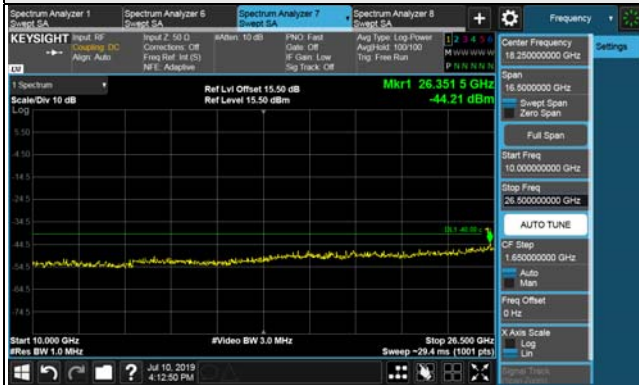 Spectrum Analyzer 1
Swept SA
Spectrum Analyzer 6
Swept SA
Spectrum Analyzer 7
Swept SA
Spectrum Analyzer 8
Swept SA
+
Frequency
KEYSIGHT
Input: RF
Coupling: DC
Align: Auto
Input Z: 50 Ω
Corrections: Off
Freq Ref: Int (S)
NFE: Adaptive
#Atten: 10 dB
PNO: Fast
Gate: Off
IF Gain: Low
Sig Track: Off
Avg Type: Log-Power
Avg|Hold: 100/100
Trig: Free Run
1 2 3 4 5 6
M W W W W W
P N N N N N
1 Spectrum
Scale/Div 10 dB
Log
Ref Lvl Offset 15.50 dB
Ref Level 15.50 dBm
Mkr1 26.351 5 GHz
-44.21 dBm
5.50
-4.50
-14.5
-24.5
-34.5
-44.5
-54.5
-64.5
-74.5
Start 10.000 GHz
#Res BW 1.0 MHz
#Video BW 3.0 MHz
Stop 26.500 GHz
Sweep ~29.4 ms (1001 pts)
Center Frequency
18.250000000 GHz
Settings
Span
16.5000000 GHz
Swept Span
Zero Span
Full Span
Start Freq
10.000000000 GHz
Stop Freq
26.500000000 GHz
AUTO TUNE
CF Step
1.650000000 GHz
Auto
Man
Freq Offset
0 Hz
X Axis Scale
Log
Lin
Signal Track
?
Jul 10, 2019
4:12:50 PM